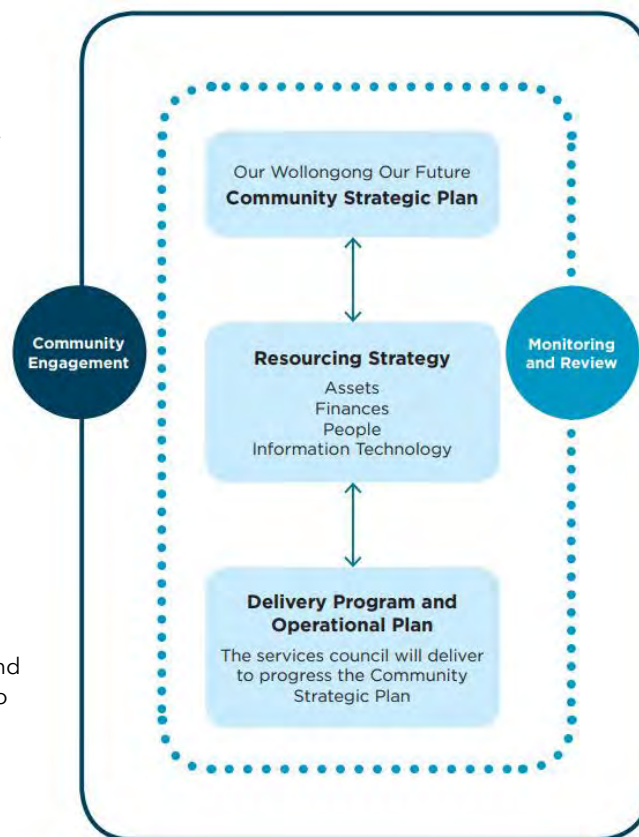 Our Wollongong Our Future
Community Strategic Plan
Community
Engagement
Monitoring
and Review
Resourcing Strategy
Assets
Finances
People
Information Technology
Delivery Program and
Operational Plan
The services council will deliver
to progress the Community
Strategic Plan